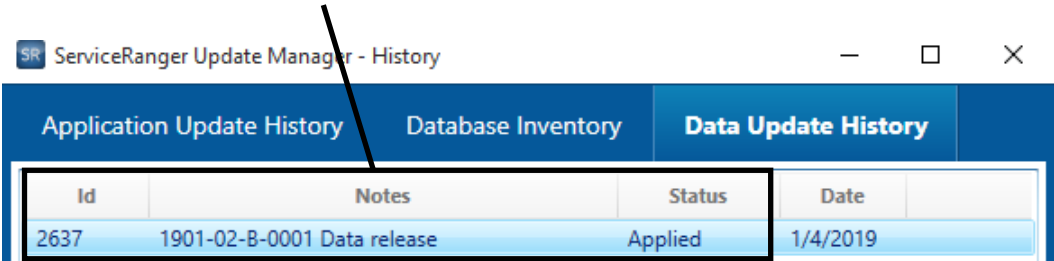 SR ServiceRanger Update Manager - History
Application Update History Database Inventory Data Update History
Id Notes Status Date
2637 1901-02-B-0001 Data release Applied 1/4/2019